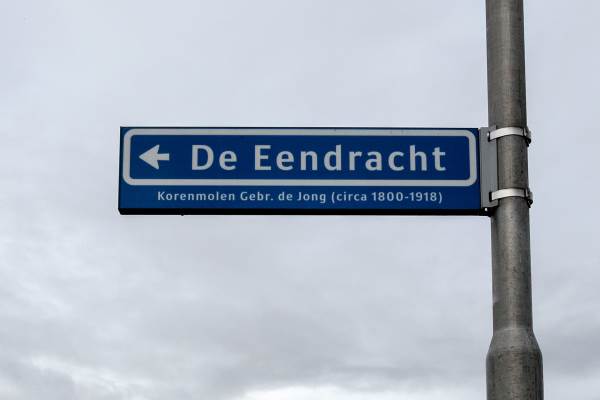 ← De Eendracht
Korenmolen Gebr. de Jong (circa 1800-1918)